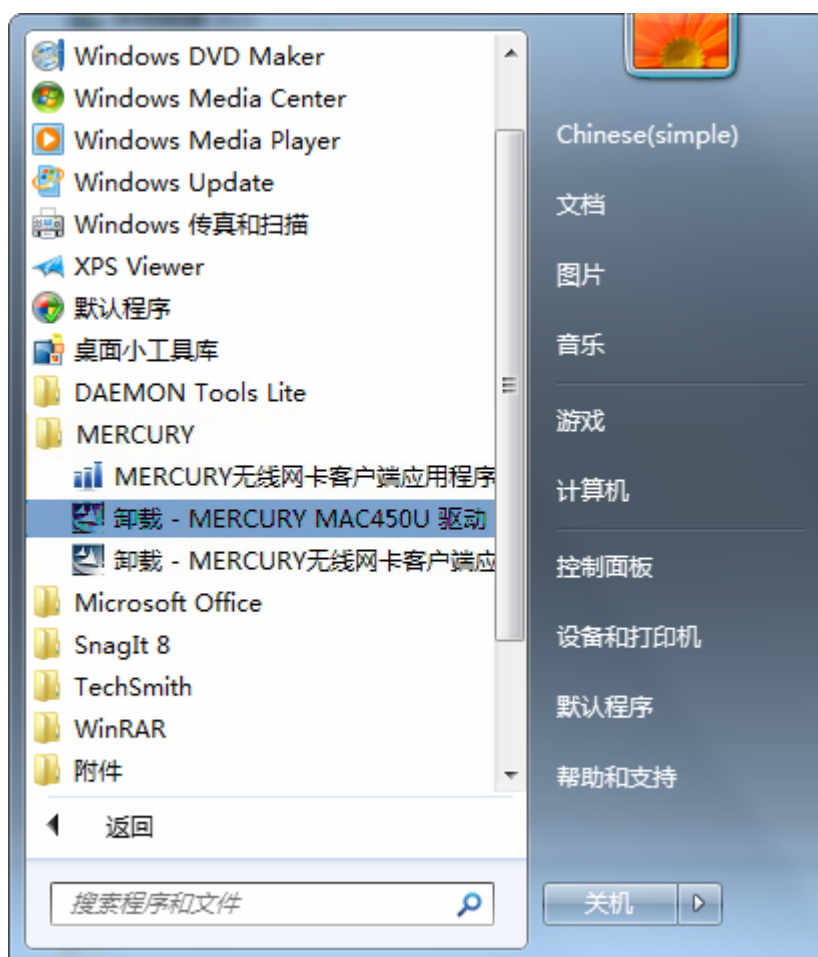 Windows DVD Maker
Windows Media Center
Windows Media Player
Windows Update
Windows 传真和扫描
XPS Viewer
默认程序
桌面小工具库
DAEMON Tools Lite
MERCURY
MERCURY无线网卡客户端应用程序
卸载 - MERCURY MAC450U 驱动
卸载 - MERCURY无线网卡客户端应
Microsoft Office
SnagIt 8
TechSmith
WinRAR
附件
返回
搜索程序和文件
Chinese(simple)
文档
图片
音乐
游戏
计算机
控制面板
设备和打印机
默认程序
帮助和支持
关机